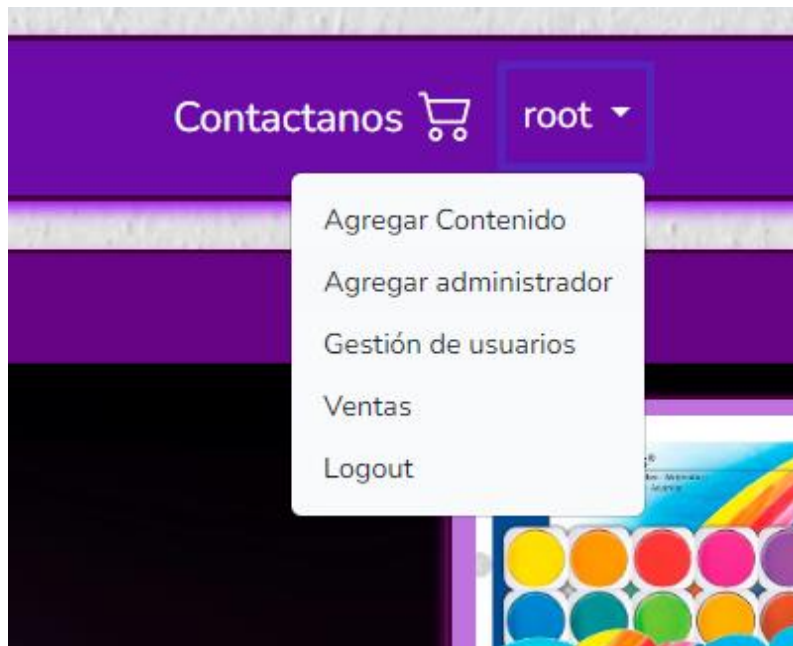 Contactanos
root
Agregar Contenido
Agregar administrador
Gestión de usuarios
Ventas
Logout